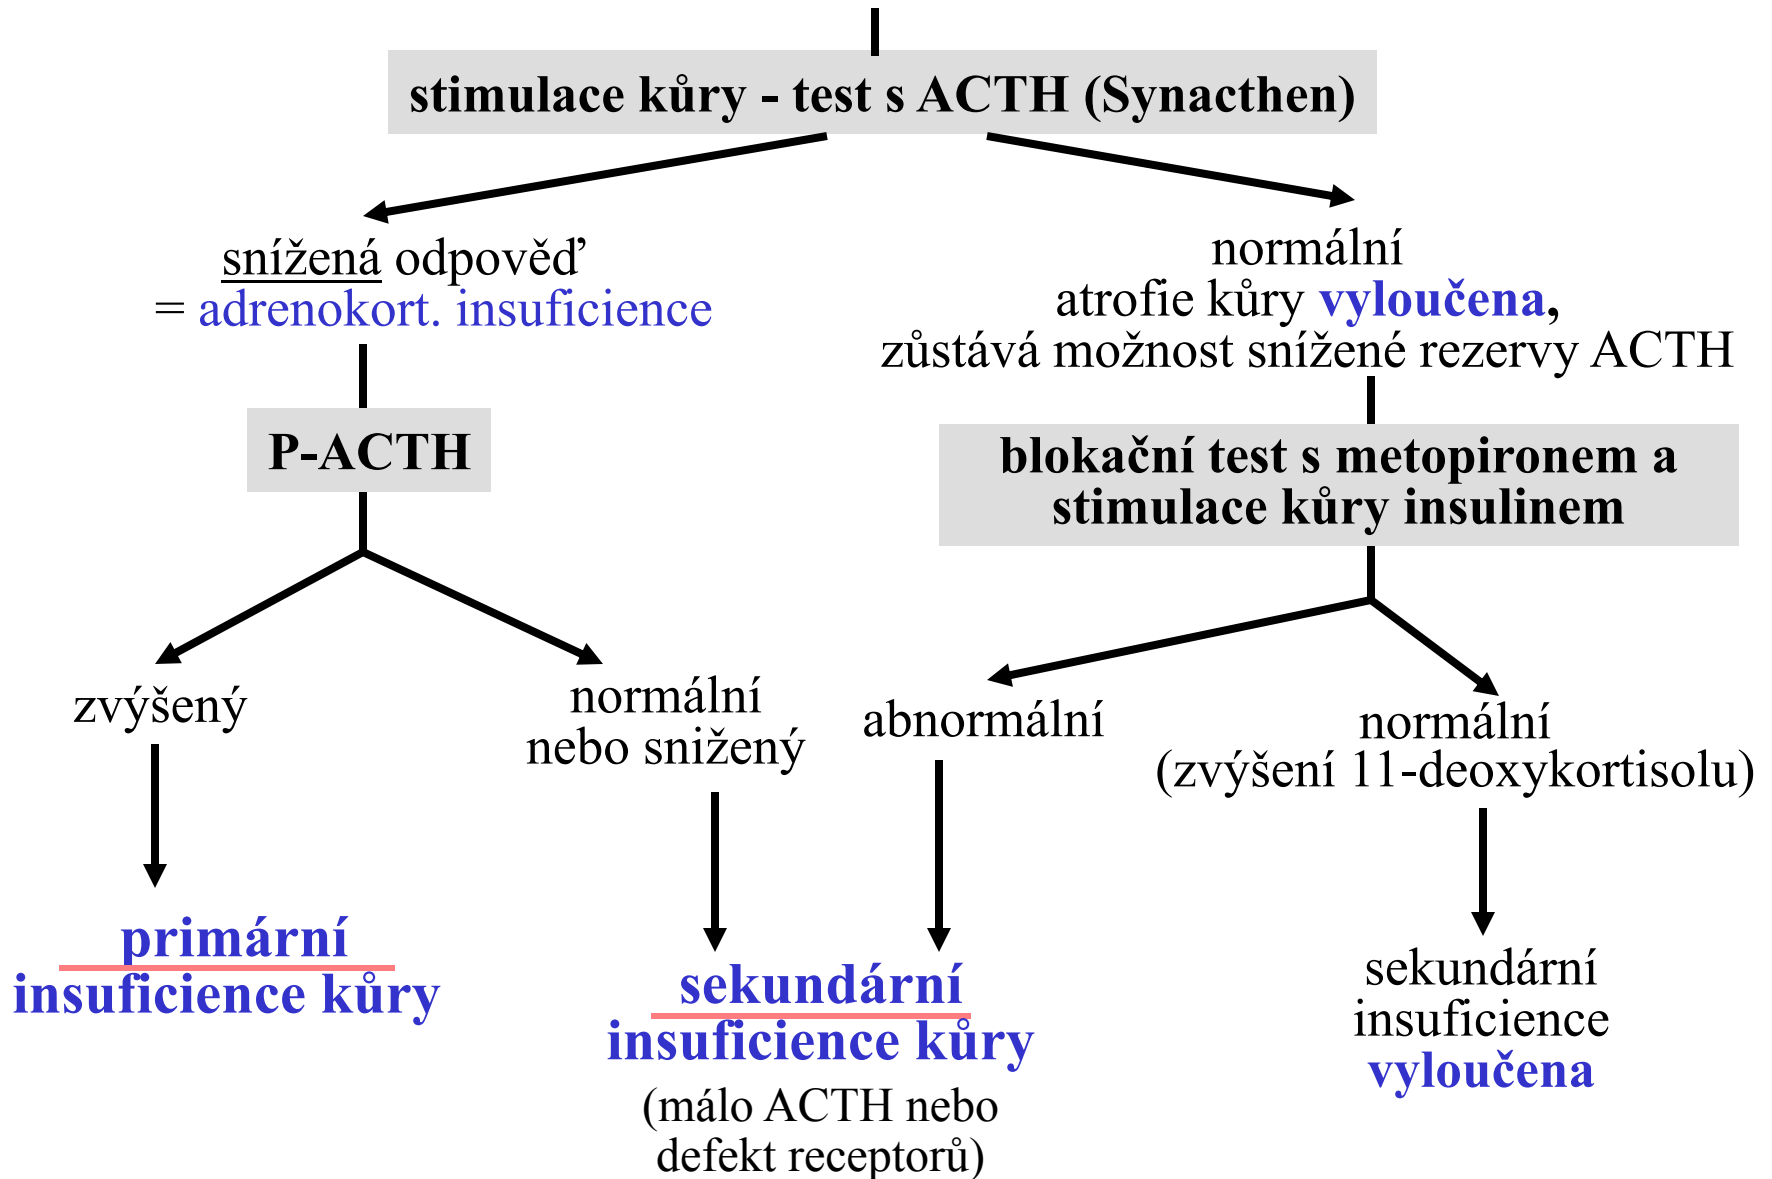 stimulace kůry - test s ACTH (Synacthen)
snížená odpověď
= adrenokort. insuficience
normální
atrofie kůry vyloučena,
zůstává možnost snížené rezervy ACTH
P-ACTH
blokační test s metopironem a
stimulace kůry insulinem
zvýšený
normální
nebo snižený
abnormální
normální
(zvýšení 11-deoxykortisolu)
primární
insuficience kůry
sekundární
insuficience kůry
(málo ACTH nebo
defekt receptorů)
sekundární
insuficience
vyloučena